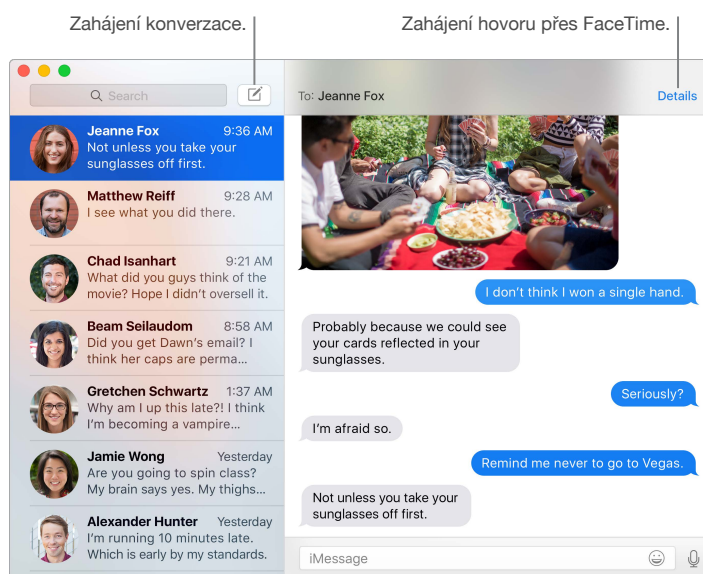 Zahájení konverzace.
Zahájení hovoru přes FaceTime.
Search
To: Jeanne Fox
Details
Jeanne Fox 9:36 AM
Not unless you take your
sunglasses off first.
Matthew Reiff 9:28 AM
I see what you did there.
Chad Isanhart 9:21 AM
What did you guys think of the
movie? Hope I didn't oversell it.
Beam Seilaudom 8:58 AM
Did you get Dawn's email? I
think her caps are perma...
Gretchen Schwartz 1:37 AM
Why am I up this late?! I think
I'm becoming a vampire...
Jamie Wong Yesterday
Are you going to spin class?
My brain says yes. My thighs...
Alexander Hunter Yesterday
I'm running 10 minutes late.
Which is early by my standards.
I don't think I won a single hand.
Probably because we could see
your cards reflected in your
sunglasses.
Seriously?
I'm afraid so.
Remind me never to go to Vegas.
Not unless you take your
sunglasses off first.
iMessage